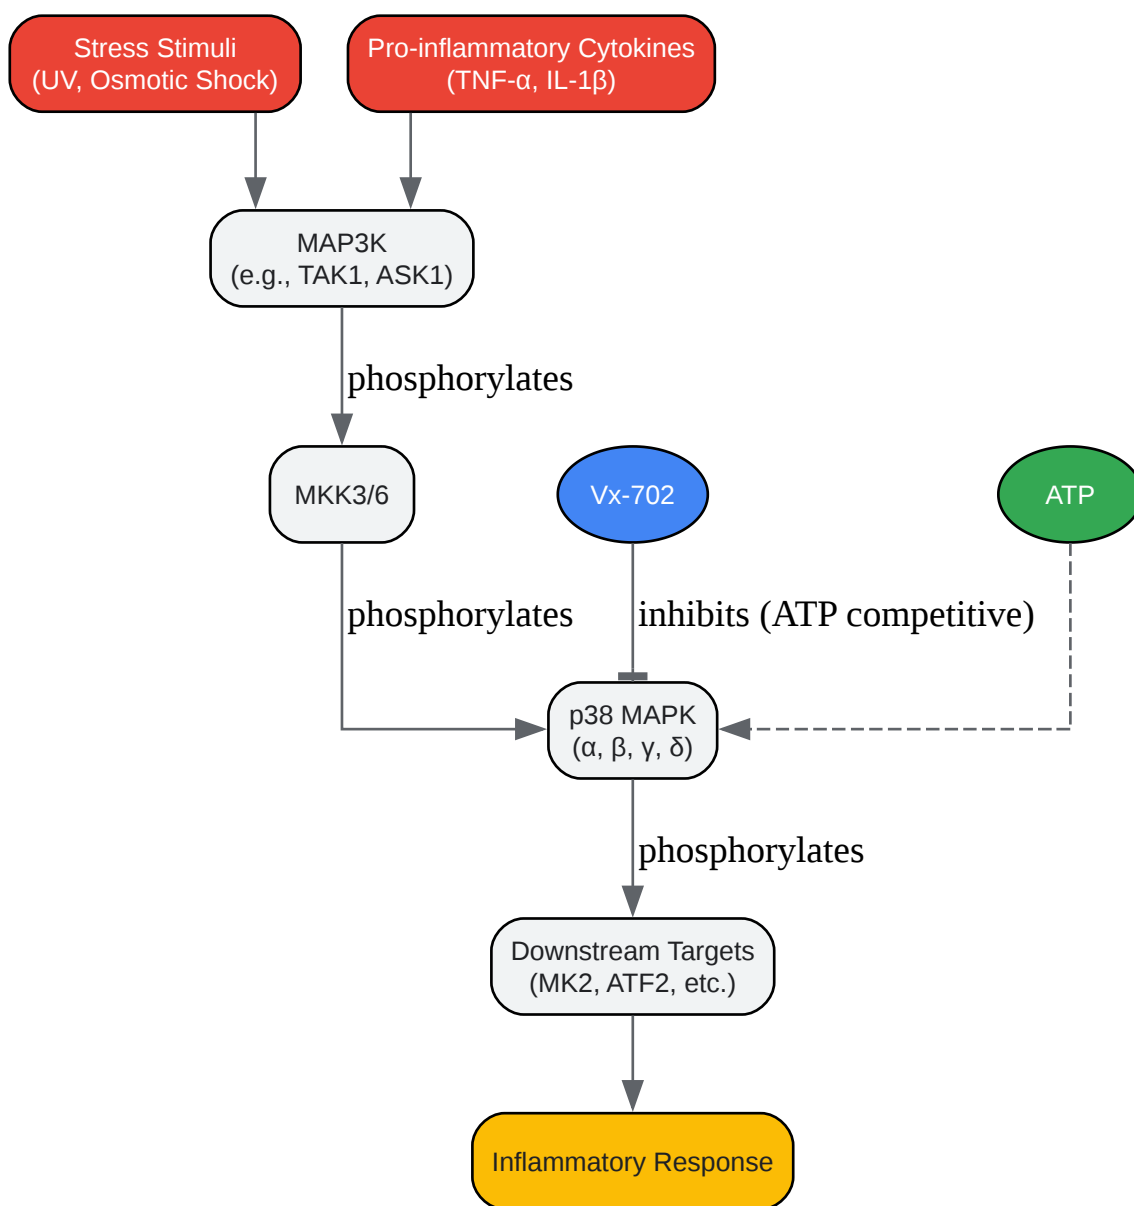 Stress Stimuli
(UV, Osmotic Shock)
Pro-inflammatory Cytokines
(TNF-α, IL-1β)
MAP3K
(e.g., TAK1, ASK1)
phosphorylates
MKK3/6
Vx-702
ATP
phosphorylates
inhibits (ATP competitive)
p38 MAPK
(α, β, γ, δ)
phosphorylates
Downstream Targets
(MK2, ATF2, etc.)
Inflammatory Response